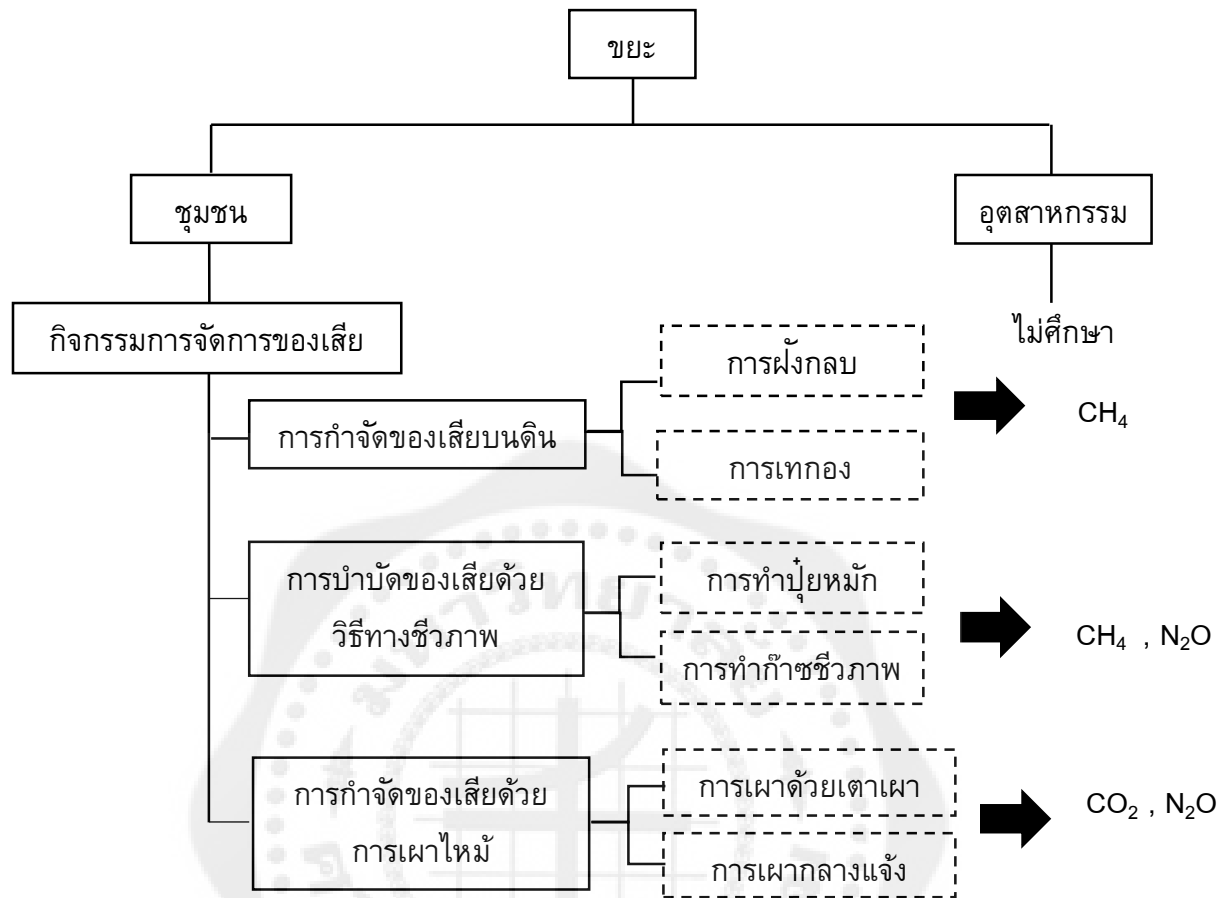 ขยะ
ชุมชน
อุตสาหกรรม
กิจกรรมการจัดการของเสีย
ไม่ศึกษา
การกำจัดของเสียบนดิน
การฝังกลบ
การเทกอง
CH₄
การบำบัดของเสียด้วย
วิธีทางชีวภาพ
การทำปุ๋ยหมัก
การทำก๊าซชีวภาพ
CH₄ , N₂O
การกำจัดของเสียด้วย
การเผาไหม้
การเผาด้วยเตาเผา
การเผากลางแจ้ง
CO₂ , N₂O